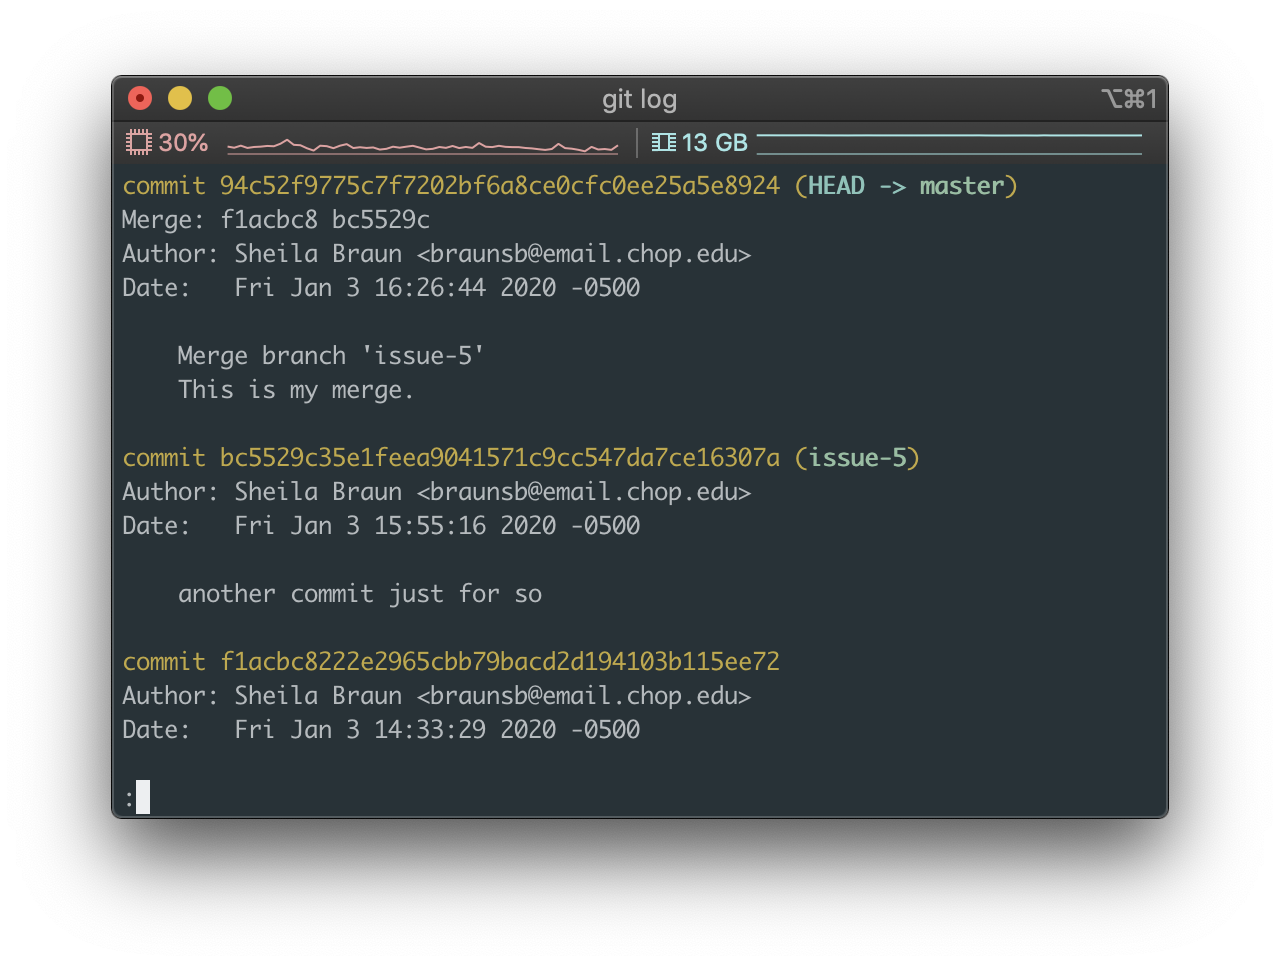 git log
⌥⌘1
30% 13 GB
commit 94c52f9775c7f7202bf6a8ce0cfc0ee25a5e8924 (HEAD -> master)
Merge: f1acbc8 bc5529c
Author: Sheila Braun <braunsb@email.chop.edu>
Date:   Fri Jan 3 16:26:44 2020 -0500
    Merge branch 'issue-5'
    This is my merge.
commit bc5529c35e1feea9041571c9cc547da7ce16307a (issue-5)
Author: Sheila Braun <braunsb@email.chop.edu>
Date:   Fri Jan 3 15:55:16 2020 -0500
    another commit just for so
commit f1acbc8222e2965cbb79bacd2d194103b115ee72
Author: Sheila Braun <braunsb@email.chop.edu>
Date:   Fri Jan 3 14:33:29 2020 -0500
: